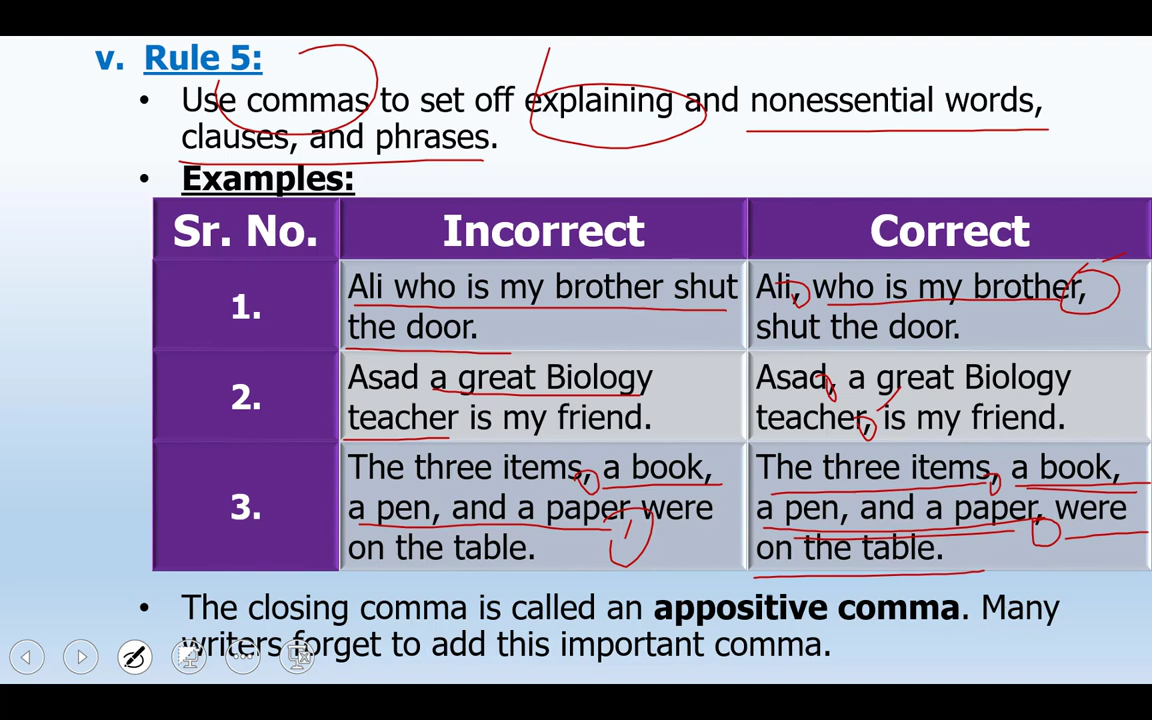 v. Rule 5:
• Use commas to set off explaining and nonessential words,
clauses, and phrases.
• Examples:
Sr. No. Incorrect Correct
1. Ali who is my brother shut the door. Ali, who is my brother, shut the door.
2. Asad a great Biology teacher is my friend. Asad, a great Biology teacher, is my friend.
3. The three items, a book, a pen, and a paper were on the table. The three items, a book, a pen, and a paper, were on the table.
• The closing comma is called an appositive comma. Many
writers forget to add this important comma.